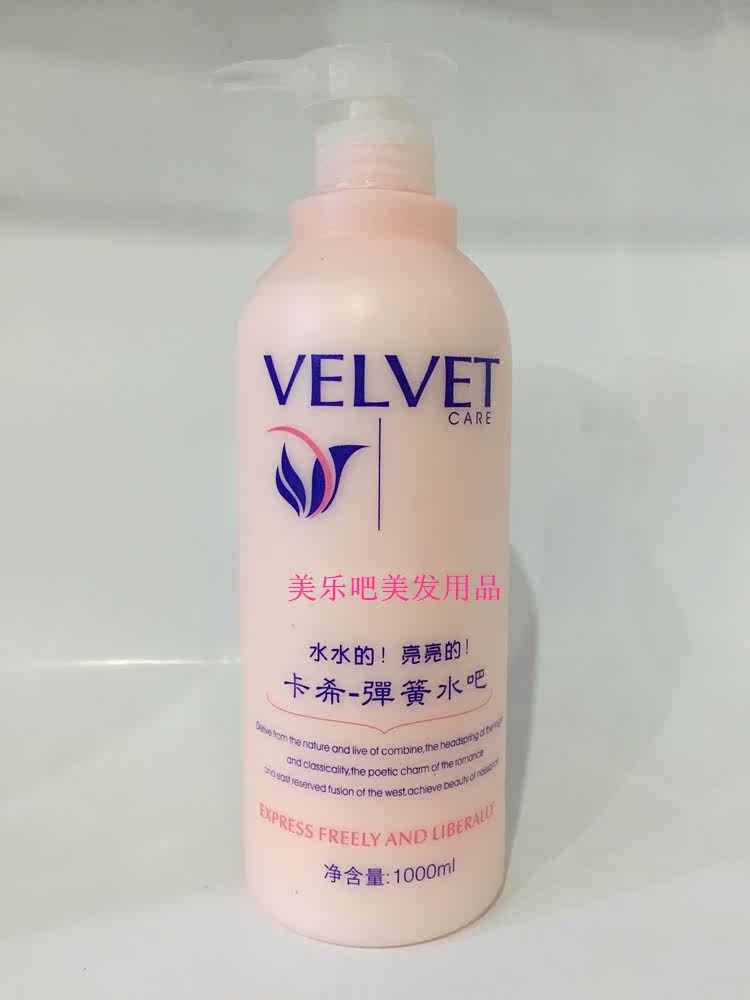 VELVET
CARE
美乐吧美发用品
水水的！亮亮的！
卡希-彈簧水吧
Derive from the nature and live of combine,the headspring of the
and classicality,the poetic charm of the romance
and east reserved fusion of the west,achieve beauty of
EXPRESS FREELY AND LIBERALLY
净含量:1000ml